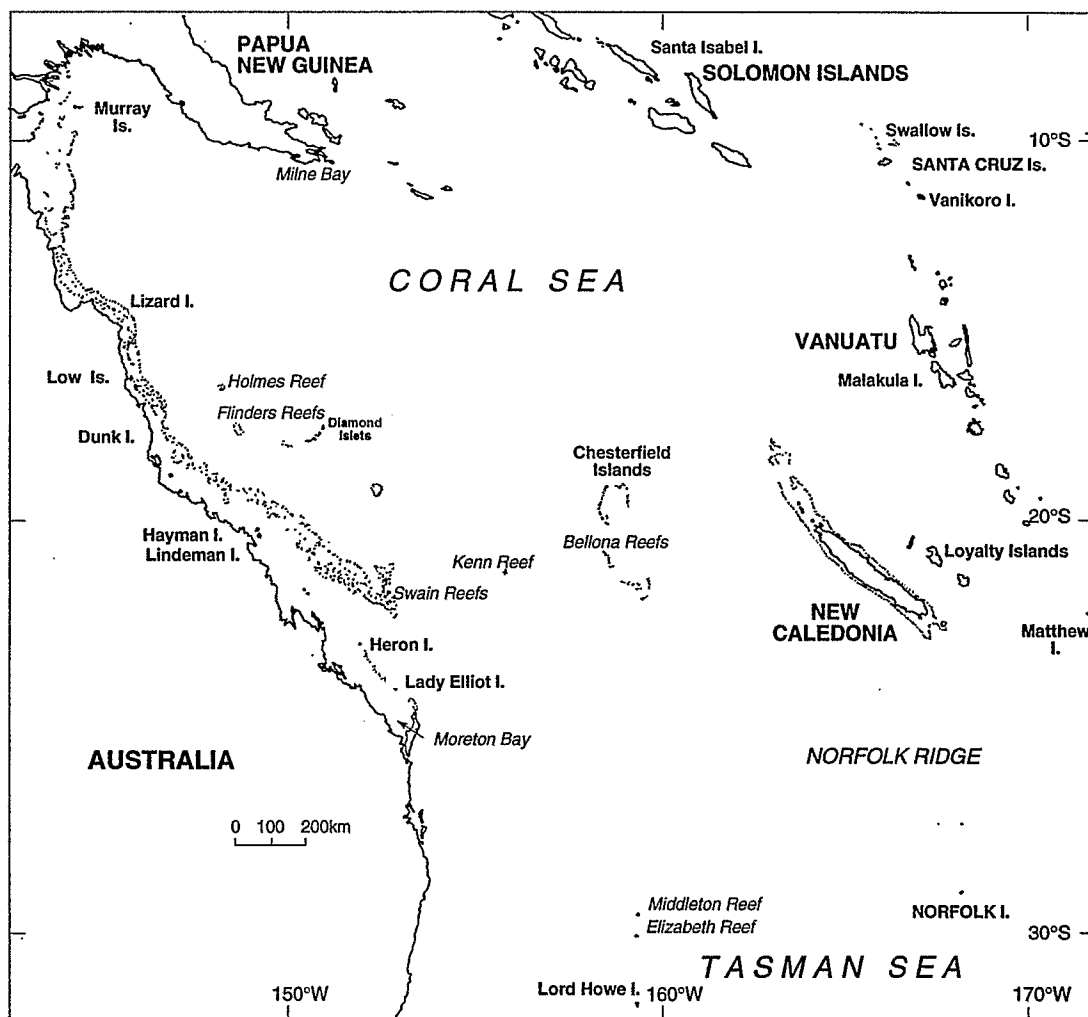 PAPUA
NEW GUINEA
Santa Isabel I.
SOLOMON ISLANDS
Murray
Is.
Swallow Is.
10°S
Milne Bay
SANTA CRUZ Is.
Vanikoro I.
CORAL SEA
Lizard I.
VANUATU
Low Is.
Holmes Reef
Malakula I.
Flinders Reefs
Diamond
Islets
Dunk I.
Chesterfield
Islands
Hayman I.
Lindeman I.
20°S
Bellona Reefs
Loyalty Islands
Kenn Reef
Swain Reefs
NEW
CALEDONIA
Matthew
I.
Heron I.
Lady Elliot I.
Moreton Bay
AUSTRALIA
NORFOLK RIDGE
0 100 200km
Middleton Reef
Elizabeth Reef
NORFOLK I.
30°S
TASMAN SEA
Lord Howe I.
150°W
160°W
170°W